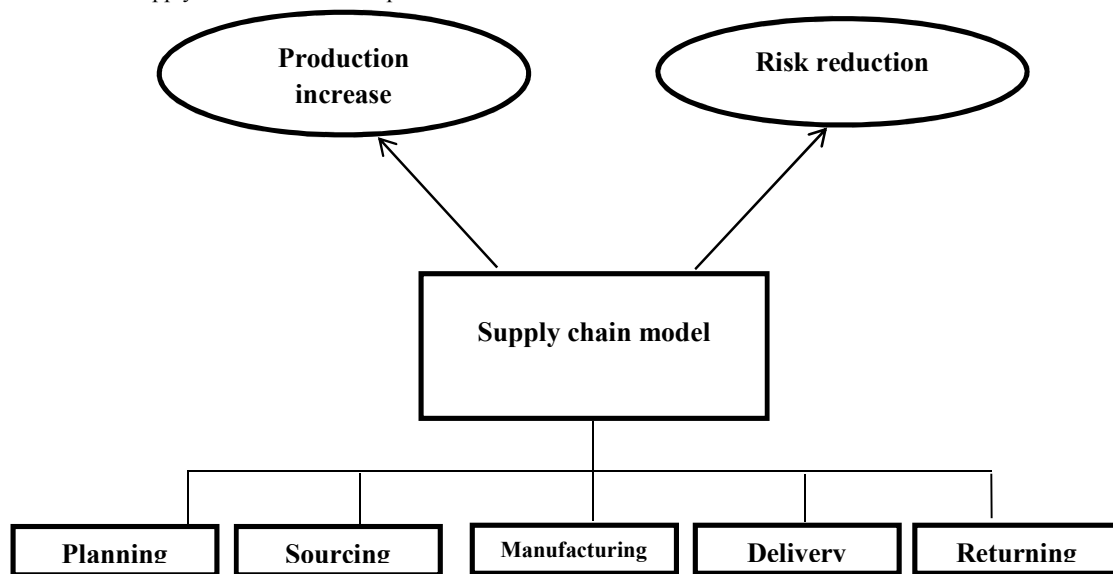 Production
increase
Risk reduction
Supply chain model
Planning
Sourcing
Manufacturing
Delivery
Returning